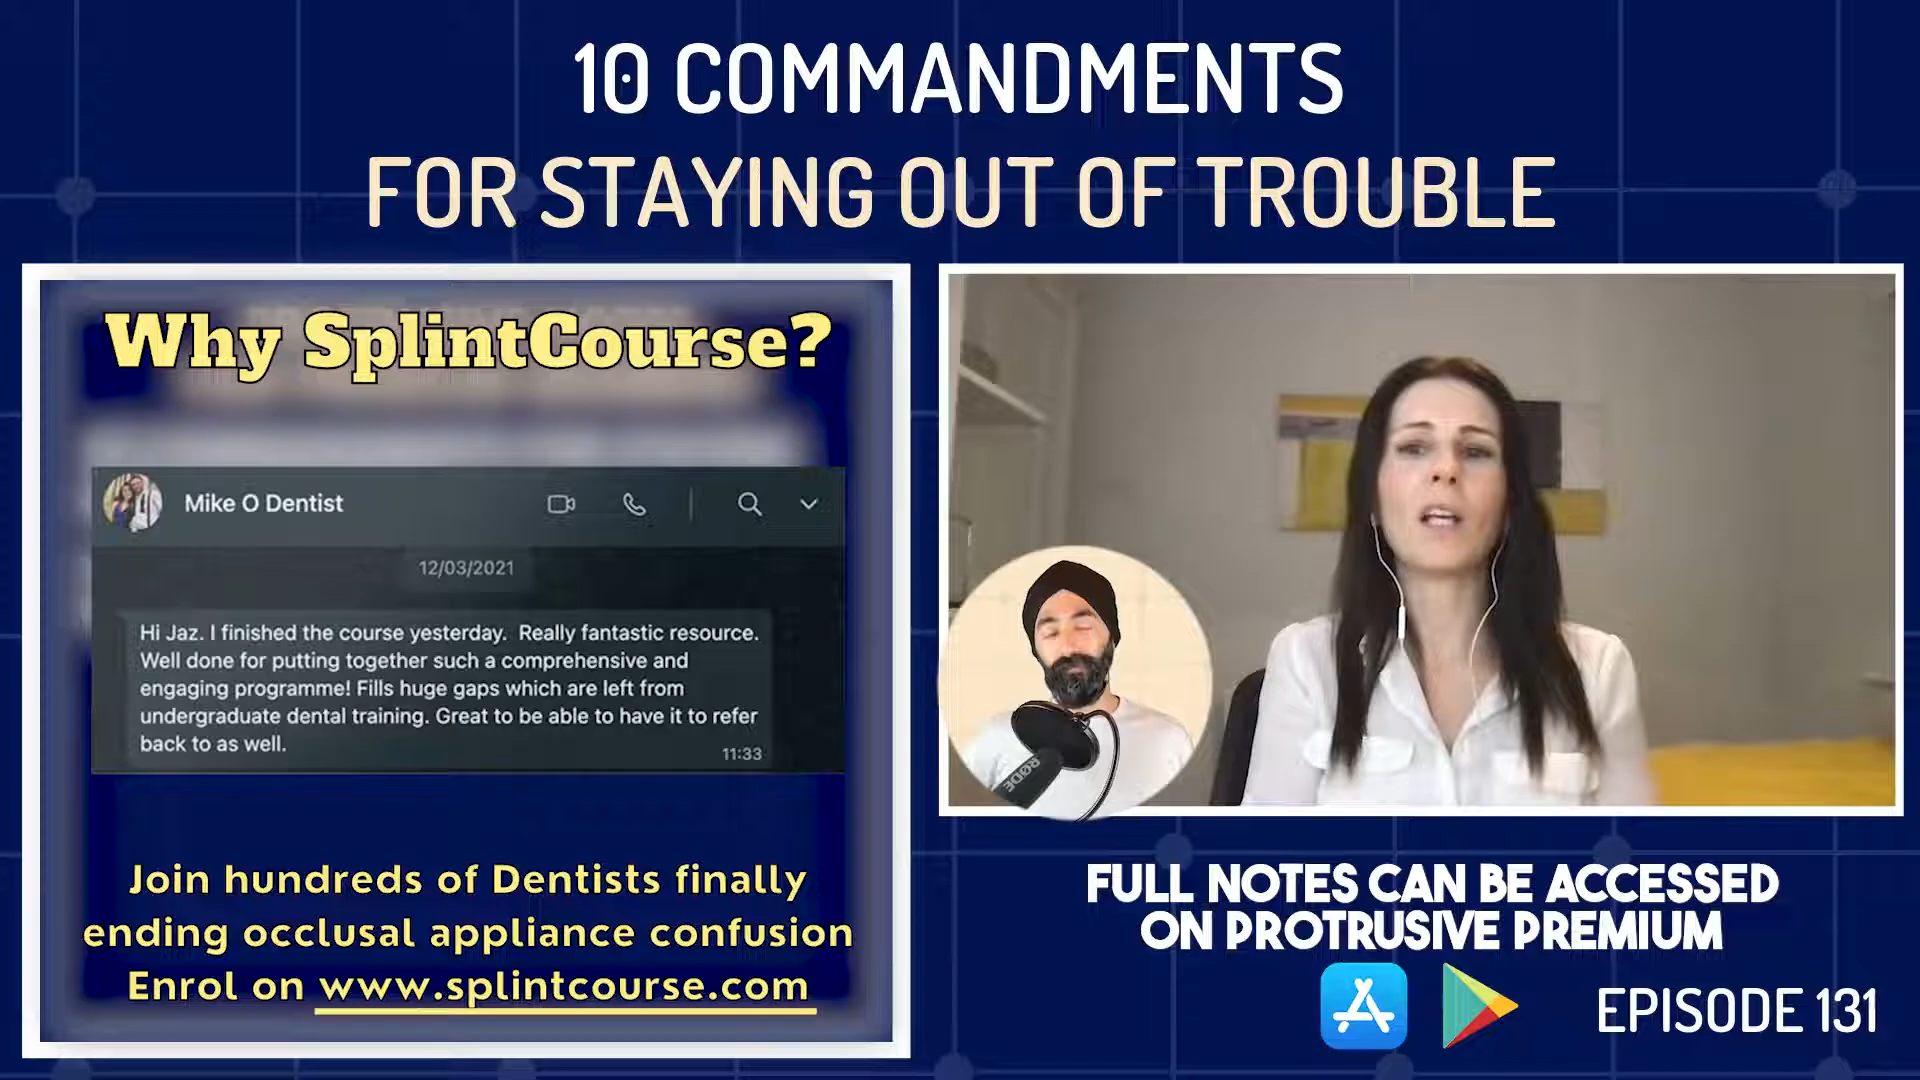 10 COMMANDMENTS
FOR STAYING OUT OF TROUBLE
Why SplintCourse?
Mike O Dentist
12/03/2021
Hi Jaz. I finished the course yesterday. Really fantastic resource.
Well done for putting together such a comprehensive and
engaging programme! Fills huge gaps which are left from
undergraduate dental training. Great to be able to have it to refer
back to as well.
11:33
Join hundreds of Dentists finally
ending occlusal appliance confusion
Enrol on www.splintcourse.com
RØDE
FULL NOTES CAN BE ACCESSED
ON PROTRUSIVE PREMIUM
EPISODE 131